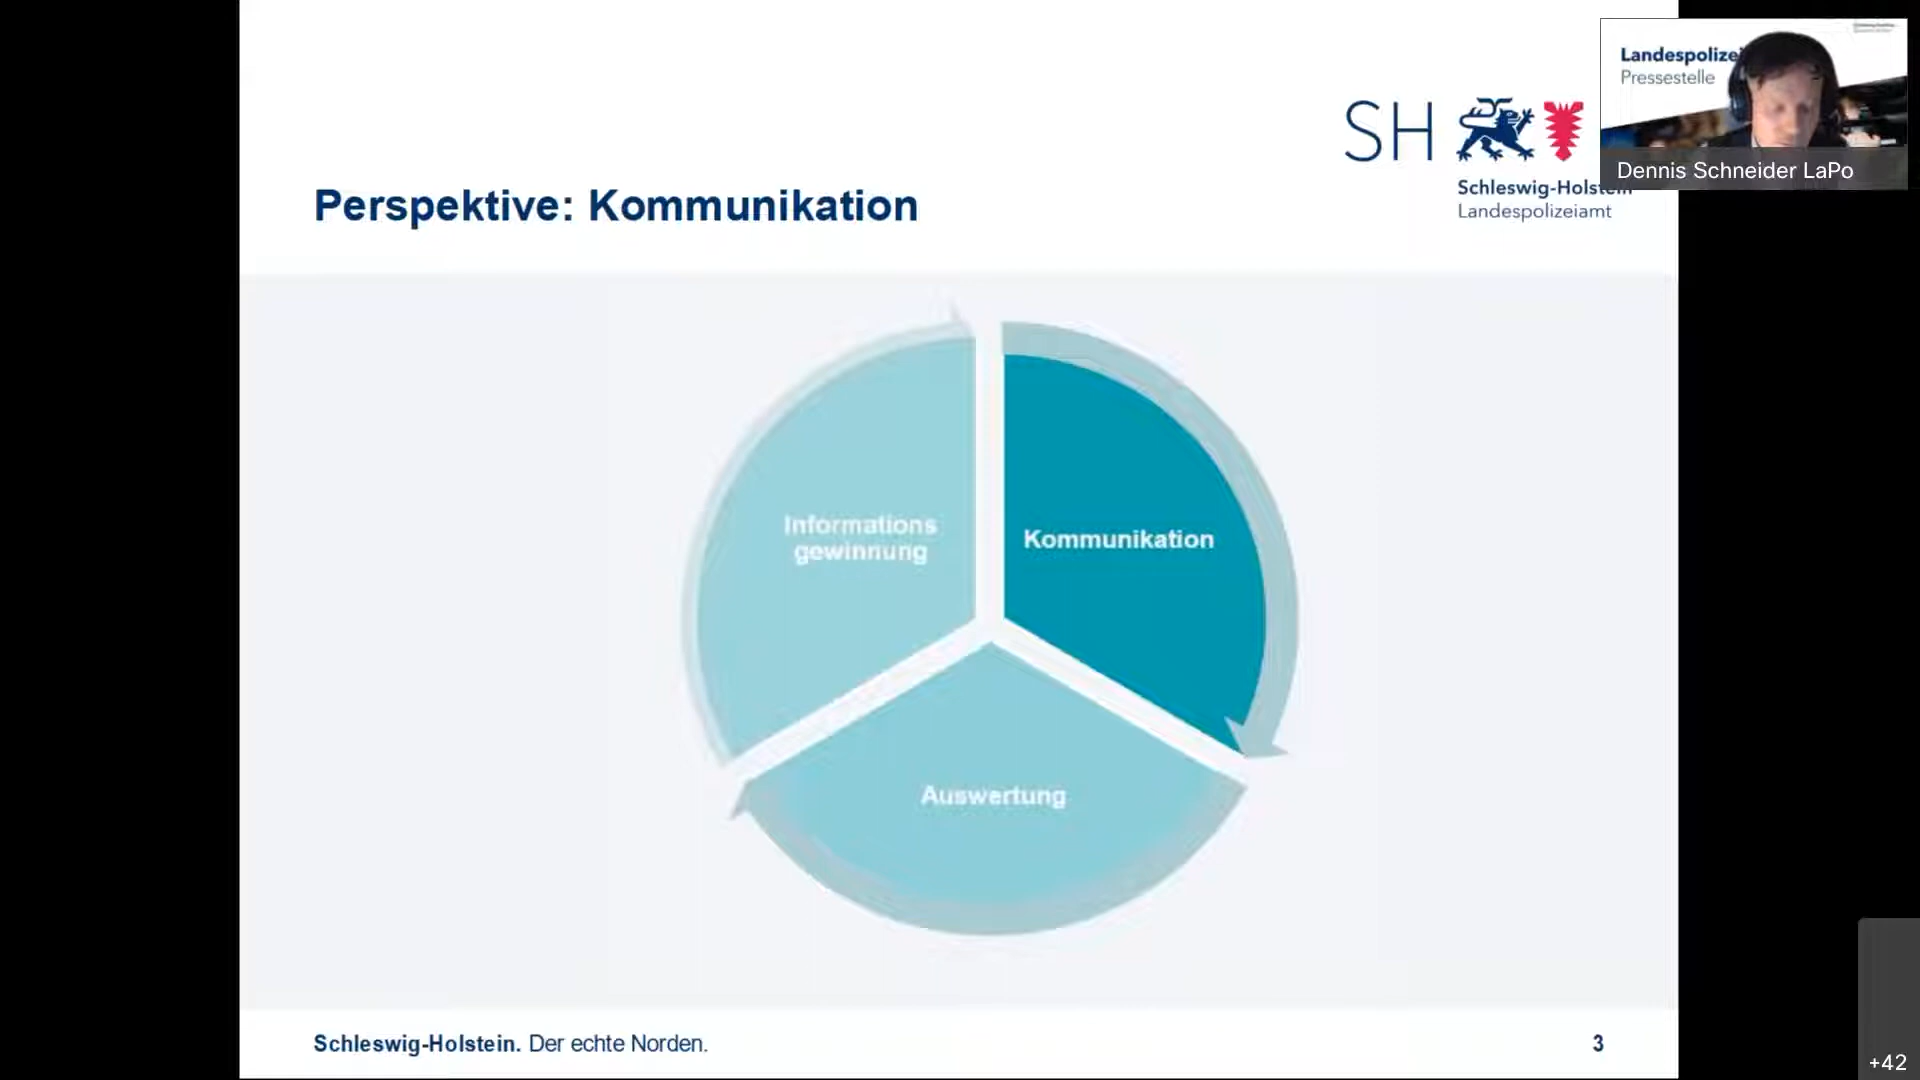 Landespolize
Pressestelle
Dennis Schneider LaPo
SH
Schleswig-Holstein
Landespolizeiamt
Perspektive: Kommunikation
Informations
gewinnung
Kommunikation
Auswertung
Schleswig-Holstein. Der echte Norden.
3
+42